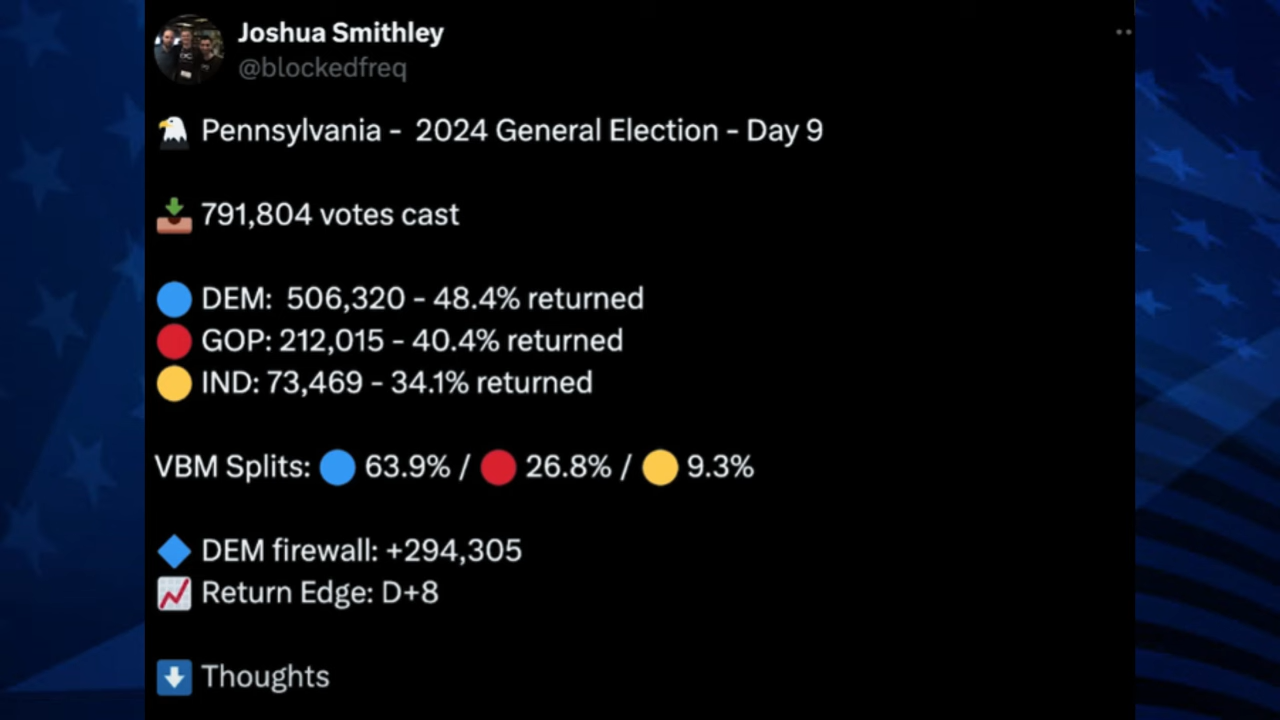 Joshua Smithley
@blockedfreq
Pennsylvania - 2024 General Election - Day 9
791,804 votes cast
DEM: 506,320 - 48.4% returned
GOP: 212,015 - 40.4% returned
IND: 73,469 - 34.1% returned
VBM Splits: 63.9% / 26.8% / 9.3%
DEM firewall: +294,305
Return Edge: D+8
Thoughts